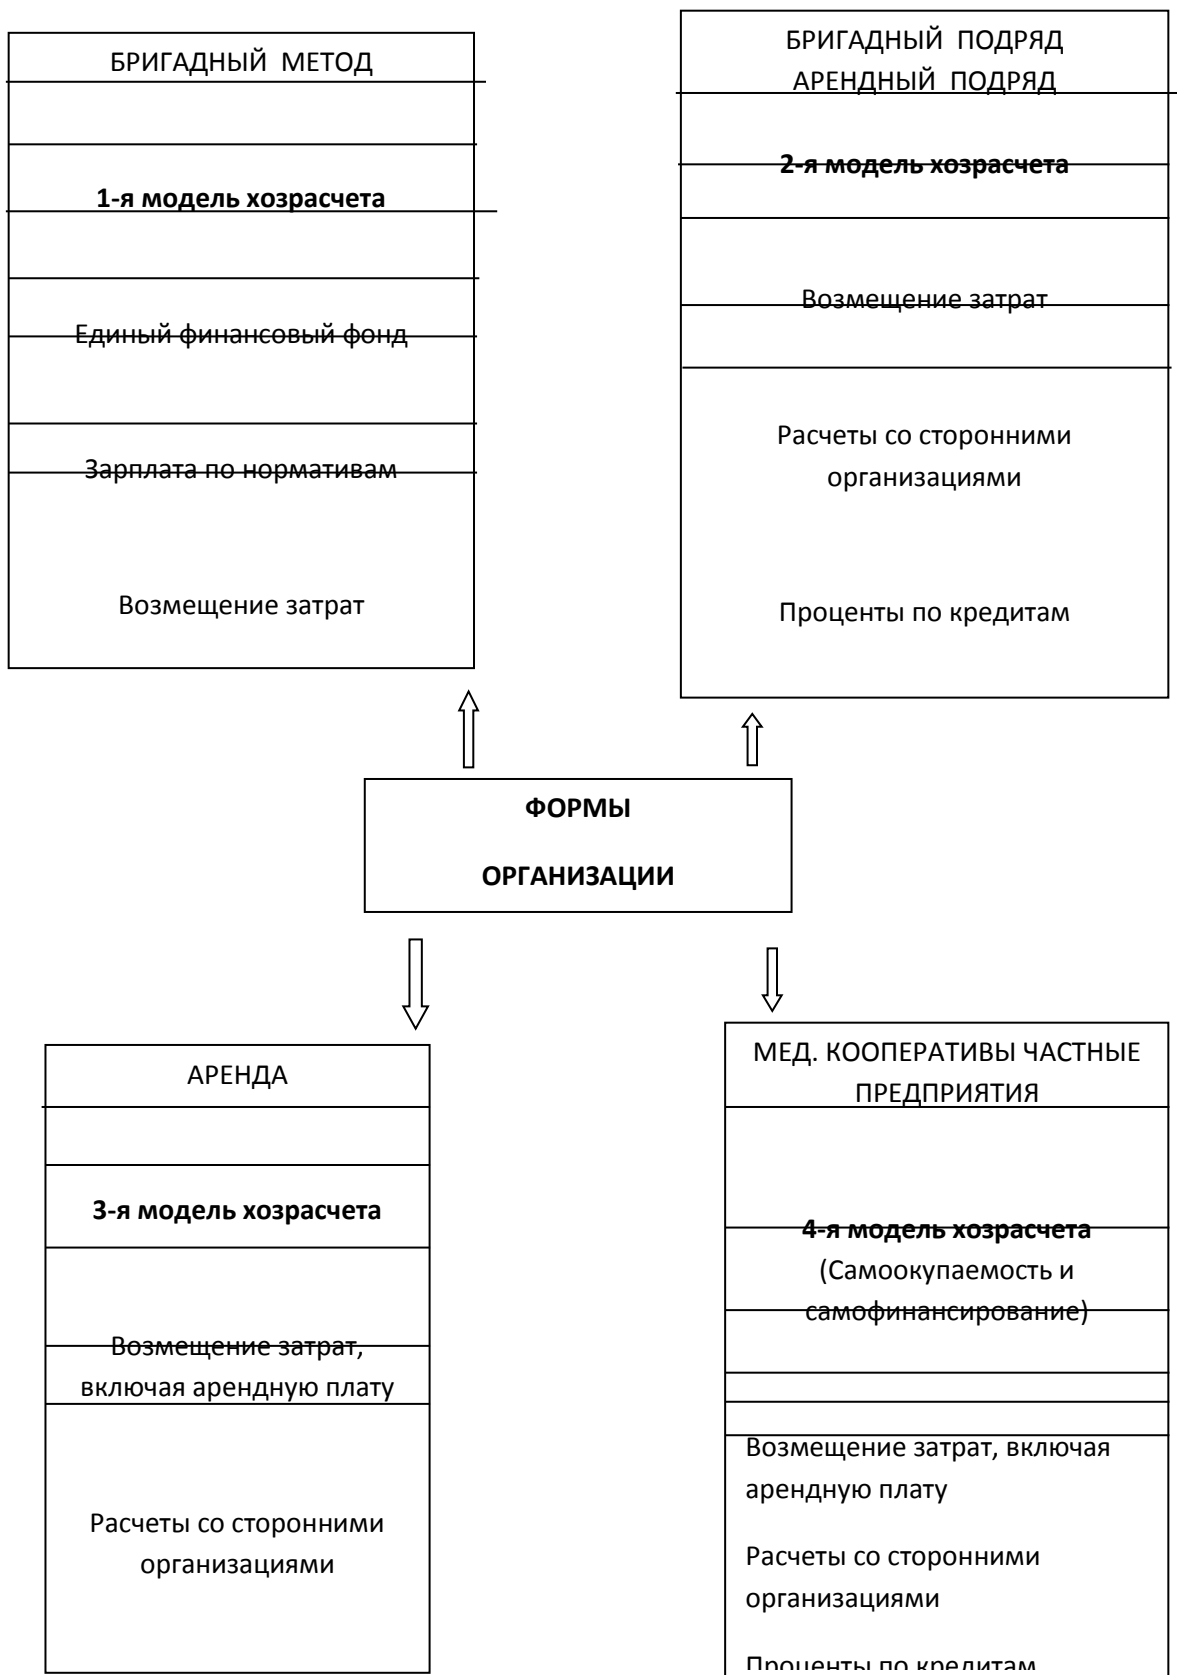 БРИГАДНЫЙ МЕТОД
1-я модель хозрасчета
Единый финансовый фонд
Зарплата по нормативам
Возмещение затрат
БРИГАДНЫЙ ПОДРЯД
АРЕНДНЫЙ ПОДРЯД
2-я модель хозрасчета
Возмещение затрат
Расчеты со сторонними
организациями
Проценты по кредитам
ФОРМЫ
ОРГАНИЗАЦИИ
АРЕНДА
3-я модель хозрасчета
Возмещение затрат,
включая арендную плату
Расчеты со сторонними
организациями
МЕД. КООПЕРАТИВЫ ЧАСТНЫЕ
ПРЕДПРИЯТИЯ
4-я модель хозрасчета
(Самоокупаемость и
самофинансирование)
Возмещение затрат, включая
арендную плату
Расчеты со сторонними
организациями
Проценты по кредитам